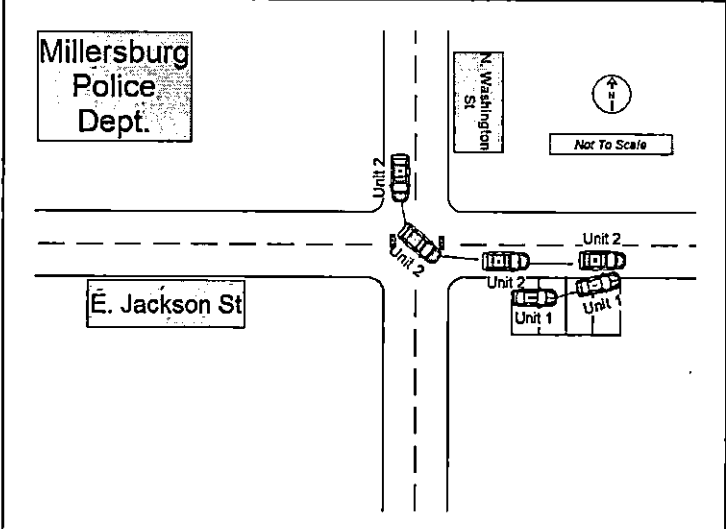 Millersburg
Police
Dept.
N. Washington
St
N
Not To Scale
Unit 2
Unit 2
Unit 2
Unit 2
E. Jackson St
Unit 1
Unit 1